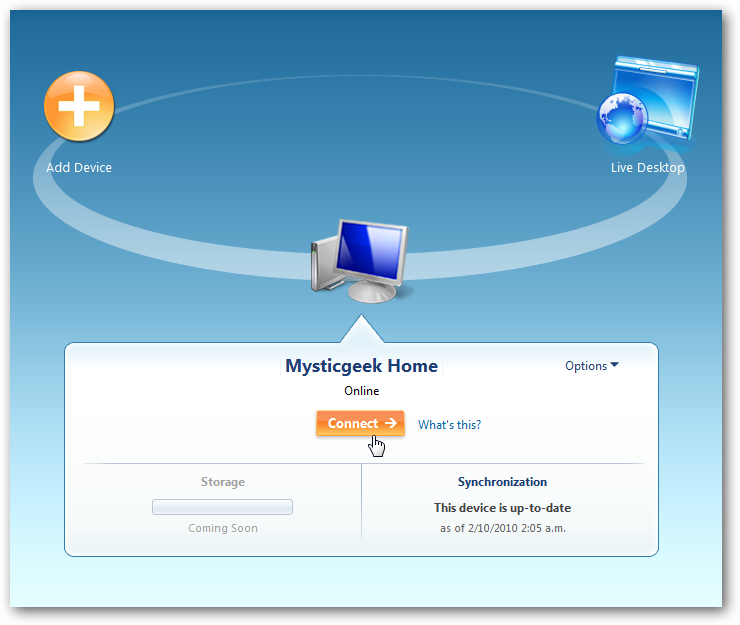 Add Device
Live Desktop
Mysticgeek Home
Options
Online
Connect
What's this?
Storage
Coming Soon
Synchronization
This device is up-to-date
as of 2/10/2010 2:05 a.m.